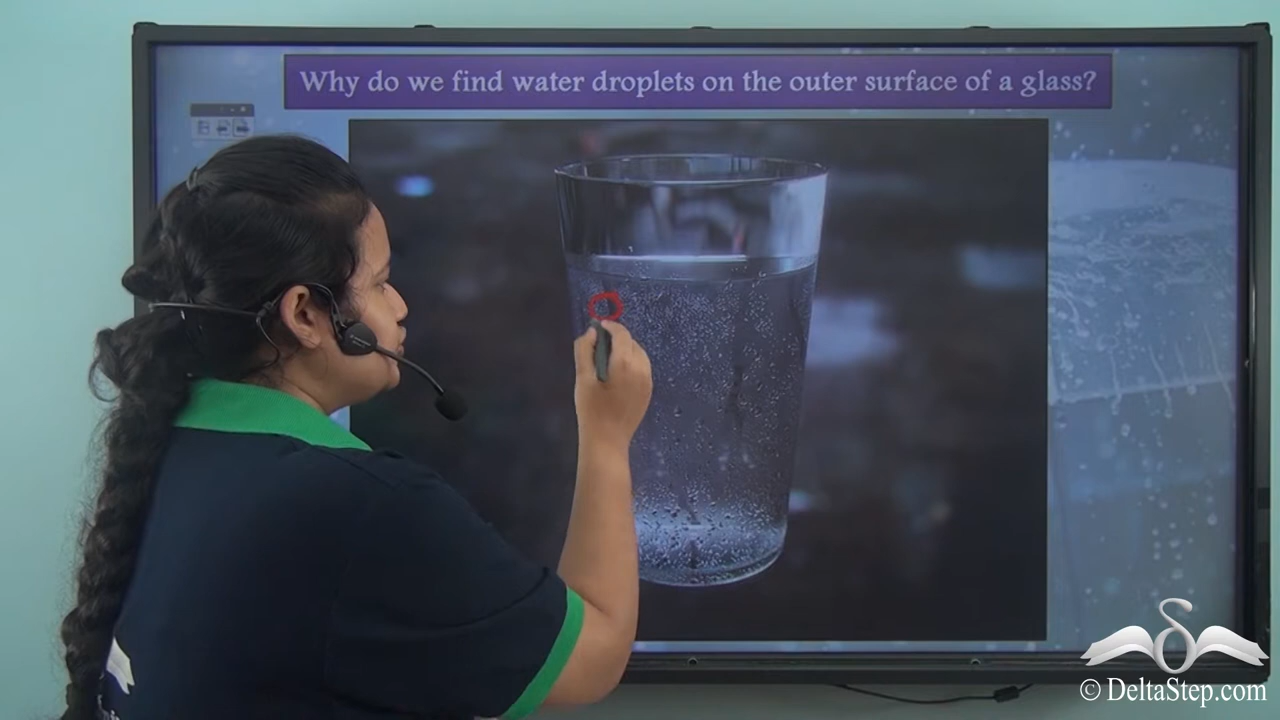 Why do we find water droplets on the outer surface of a glass?
© DeltaStep.com